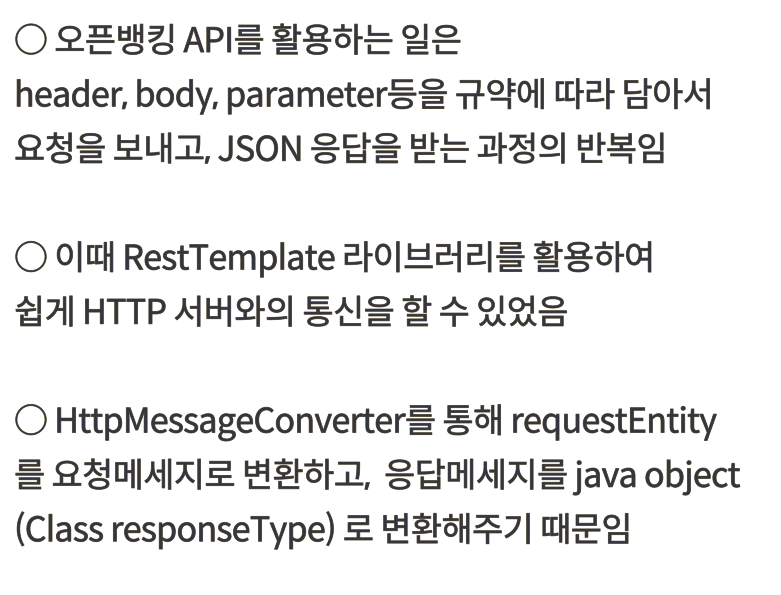 ○ 오픈뱅킹 API를 활용하는 일은
header, body, parameter등을 규약에 따라 담아서
요청을 보내고, JSON 응답을 받는 과정의 반복임
○ 이때 RestTemplate 라이브러리를 활용하여
쉽게 HTTP 서버와의 통신을 할 수 있었음
○ HttpMessageConverter를 통해 requestEntity
를 요청메세지로 변환하고, 응답메세지를 java object
(Class responseType) 로 변환해주기 때문임